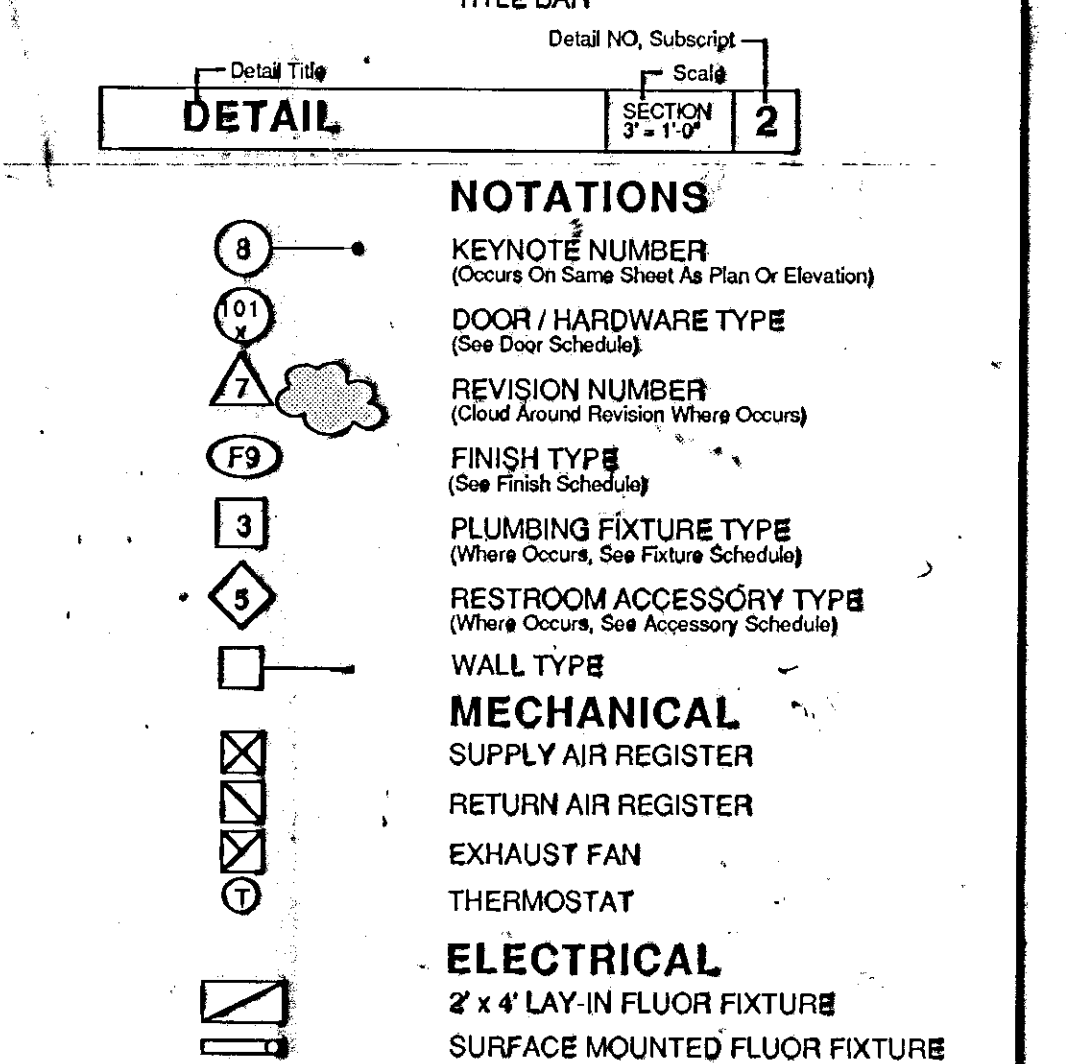 TITLE BAR
Detail NO, Subscript
Detail Title
Scale
DETAIL
SECTION
3' = 1'-0"
2
NOTATIONS
8
KEYNOTE NUMBER
(Occurs On Same Sheet As Plan Or Elevation)
101
x
DOOR / HARDWARE TYPE
(See Door Schedule)
7
REVISION NUMBER
(Cloud Around Revision Where Occurs)
F9
FINISH TYPE
(See Finish Schedule)
3
PLUMBING FIXTURE TYPE
(Where Occurs, See Fixture Schedule)
5
RESTROOM ACCESSORY TYPE
(Where Occurs, See Accessory Schedule)
WALL TYPE
MECHANICAL
SUPPLY AIR REGISTER
RETURN AIR REGISTER
EXHAUST FAN
T
THERMOSTAT
ELECTRICAL
2' x 4' LAY-IN FLUOR FIXTURE
SURFACE MOUNTED FLUOR FIXTURE